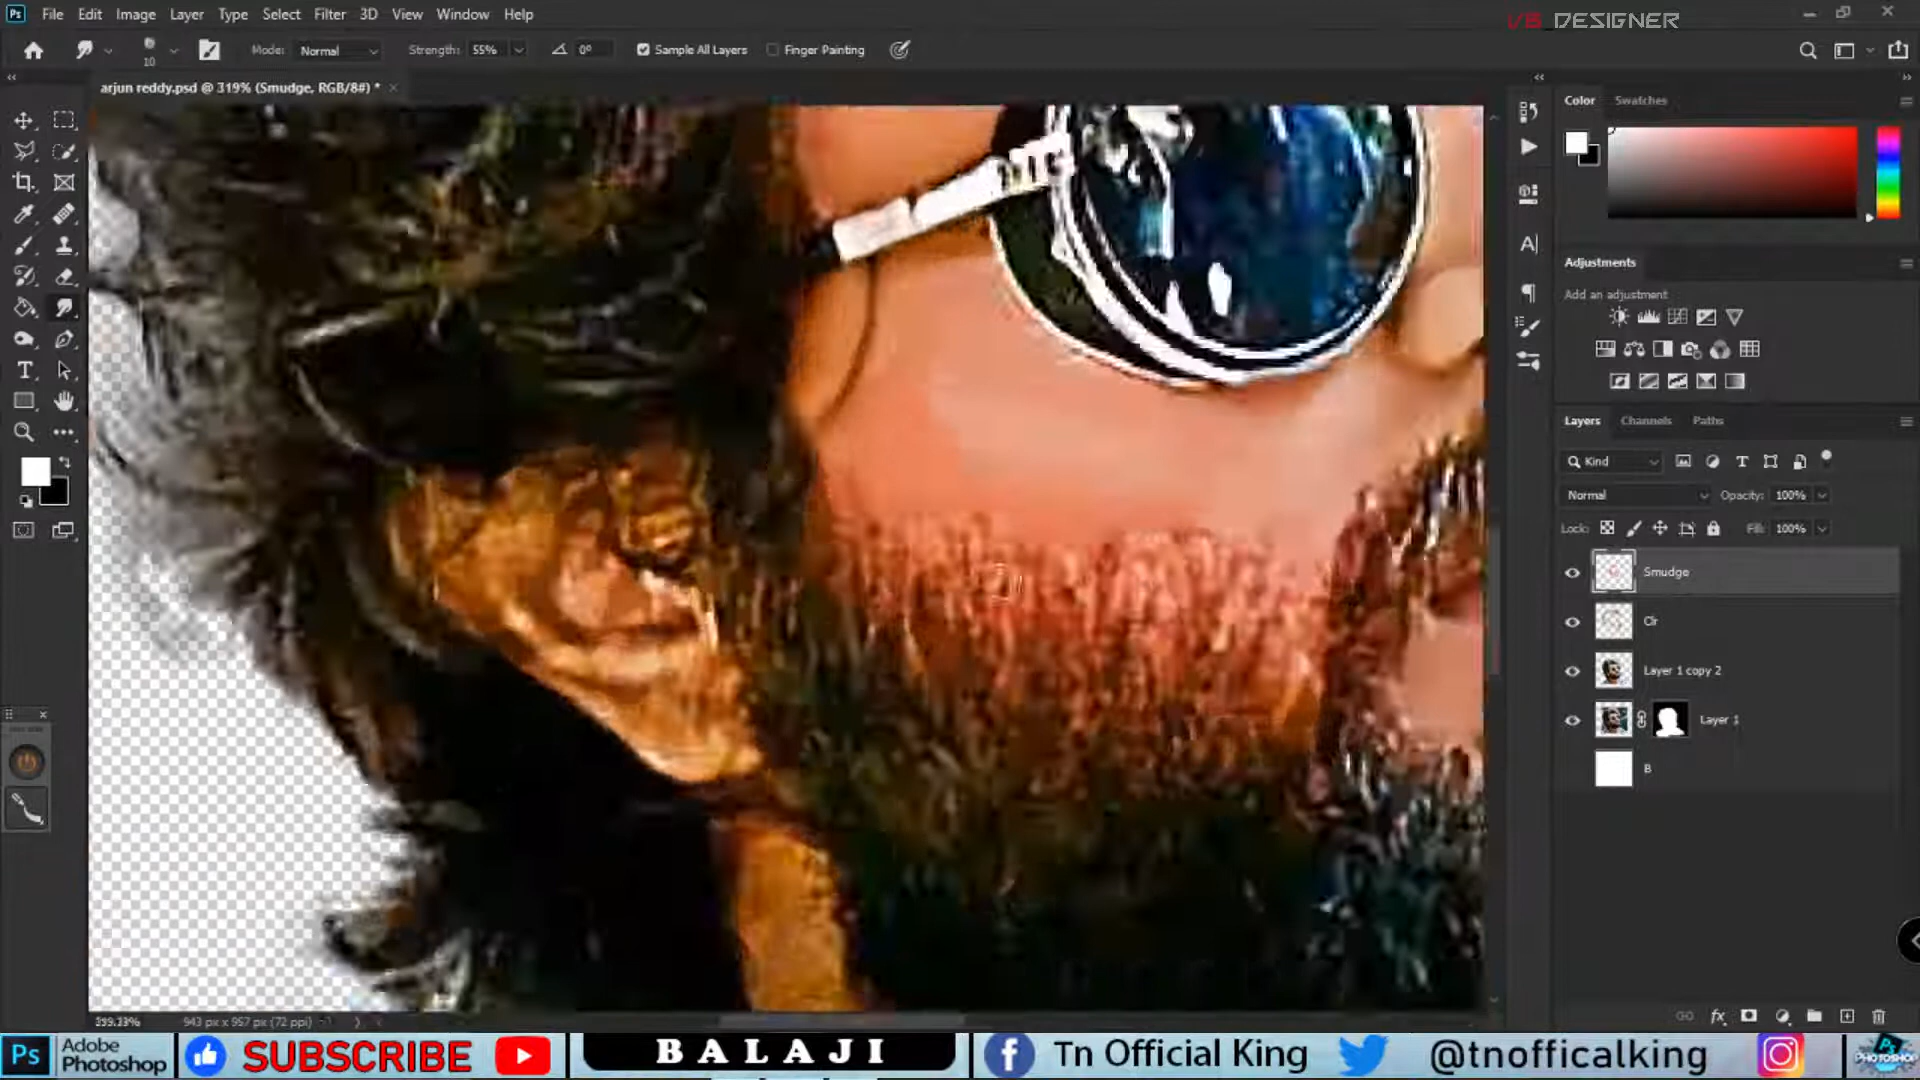 Ps File Edit Image Layer Type Select Filter 3D View Window Help
VB DESIGNER
10 Mode: Normal Strength: 55% 0° Sample All Layers Finger Painting
arjun reddy.psd @ 319% (Smudge, RGB/8#) * ×
Color Swatches
Adjustments
Add an adjustment
Layers Channels Paths
Kind
Normal Opacity: 100%
Lock: Fill: 100%
Smudge
Clr
Layer 1 copy 2
Layer 1
B
943 px x 957 px (72 ppi)
Ps Adobe Photoshop SUBSCRIBE BALAJI Tn Official King @tnofficalking